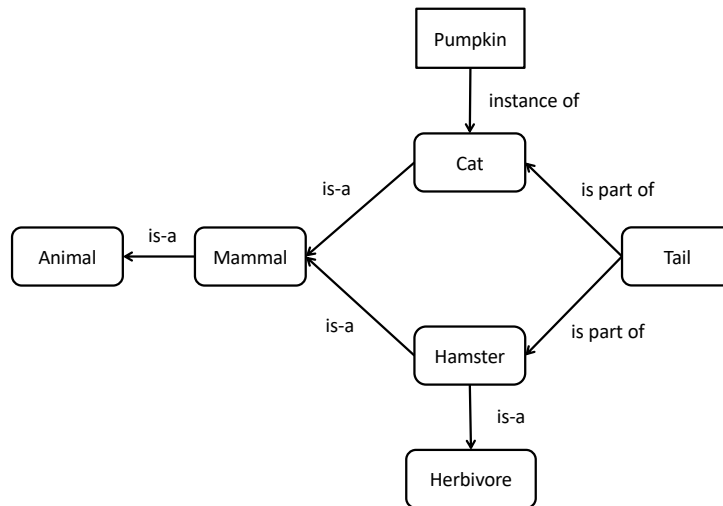 Pumpkin
instance of
Cat
is-a
is part of
is-a
Animal
Mammal
Tail
is-a
is part of
Hamster
is-a
Herbivore